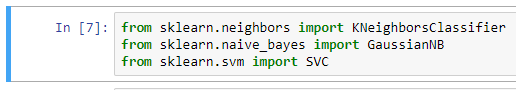 In [7]: from sklearn.neighbors import KNeighborsClassifier
from sklearn.naive_bayes import GaussianNB
from sklearn.svm import SVC